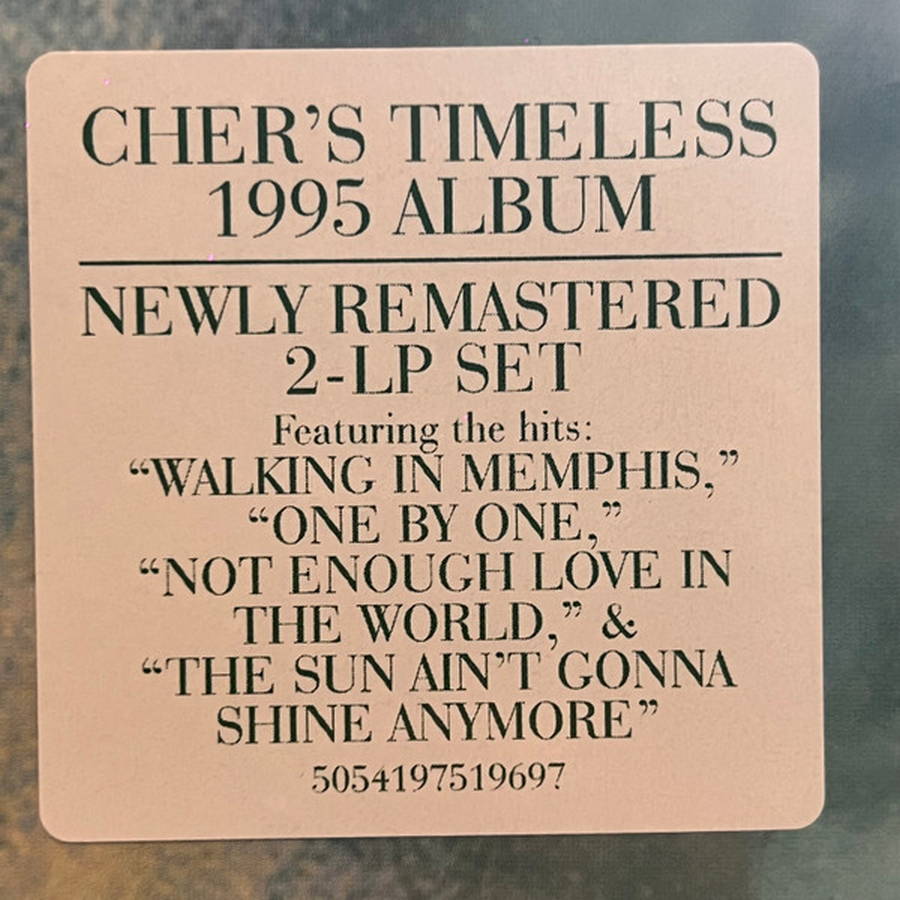 CHER’S TIMELESS
1995 ALBUM
NEWLY REMASTERED
2-LP SET
Featuring the hits:
“WALKING IN MEMPHIS,”
“ONE BY ONE,”
“NOT ENOUGH LOVE IN
THE WORLD,” &
“THE SUN AIN’T GONNA
SHINE ANYMORE”
5054197519697